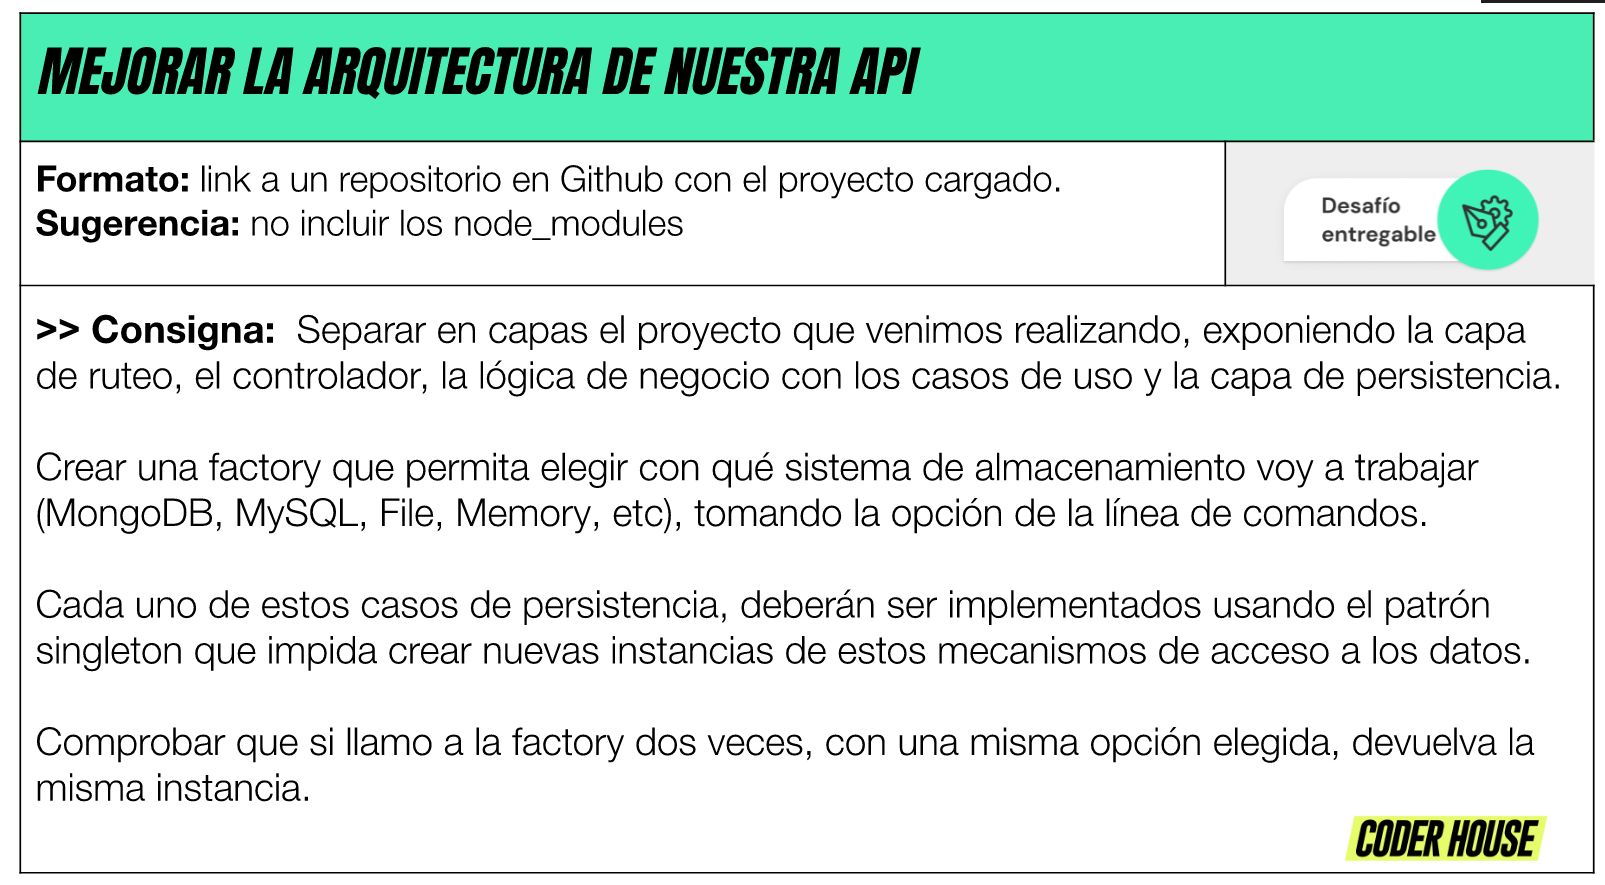 MEJORAR LA ARQUITECTURA DE NUESTRA API
Formato: link a un repositorio en Github con el proyecto cargado.
Sugerencia: no incluir los node_modules
Desafío
entregable
>> Consigna: Separar en capas el proyecto que venimos realizando, exponiendo la capa
de ruteo, el controlador, la lógica de negocio con los casos de uso y la capa de persistencia.
Crear una factory que permita elegir con qué sistema de almacenamiento voy a trabajar
(MongoDB, MySQL, File, Memory, etc), tomando la opción de la línea de comandos.
Cada uno de estos casos de persistencia, deberán ser implementados usando el patrón
singleton que impida crear nuevas instancias de estos mecanismos de acceso a los datos.
Comprobar que si llamo a la factory dos veces, con una misma opción elegida, devuelva la
misma instancia.
CODER HOUSE